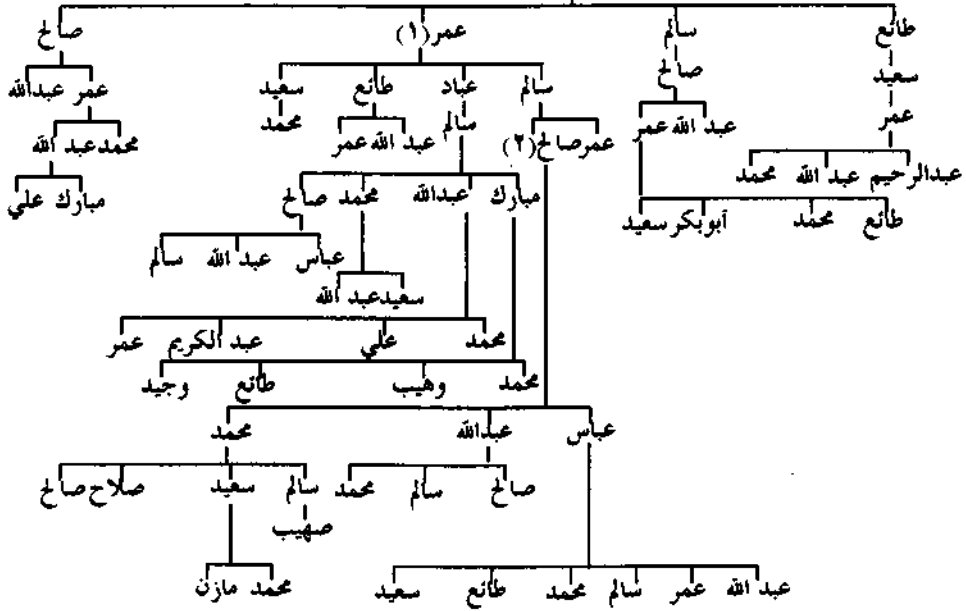 طائع سالم عمر (١) صالح
سعيد صالح سالم عباد طائع سعيد عمر عبدالله
عمر عبد الله عمر عمر صالح (٢) سالم عبد الله عمر محمد محمد عبد الله
عبدالرحيم عبد الله محمد مبارك عبدالله محمد صالح مبارك علي
طائع محمد أبوبكر سعيد
عباس عبد الله سالم
سعيد عبد الله
محمد علي عبد الكريم عمر
محمد وهيب طائع وجيد
عباس عبدالله محمد
صالح سالم محمد سالم سعيد صلاح صالح
صهيب
عبد الله عمر سالم محمد طائع سعيد محمد مازن